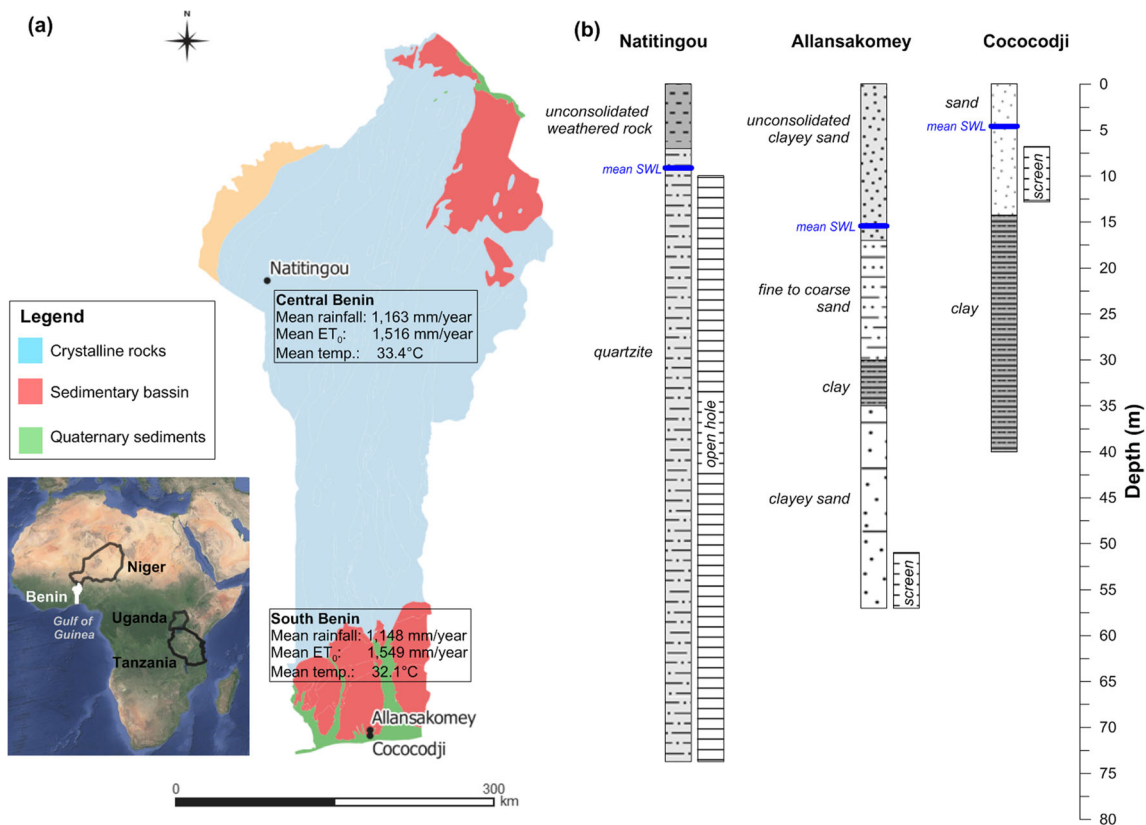 (a)
Natitingou
Central Benin
Mean rainfall: 1,163 mm/year
Mean ET0: 1,516 mm/year
Mean temp.: 33.4°C
Legend
Crystalline rocks
Sedimentary bassin
Quaternary sediments
Niger
Benin
Gulf of
Guinea
Uganda
Tanzania
South Benin
Mean rainfall: 1,148 mm/year
Mean ET0: 1,549 mm/year
Mean temp.: 32.1°C
Allansakomey
Cococodji
0
300
km
(b)
Natitingou
unconsolidated
weathered rock
mean SWL
quartzite
open hole
Allansakomey
unconsolidated
clayey sand
mean SWL
fine to coarse
sand
clay
clayey sand
screen
Cococodji
sand
mean SWL
screen
clay
0
5
10
15
20
25
30
35
40
45
50
55
60
65
70
75
80
Depth (m)